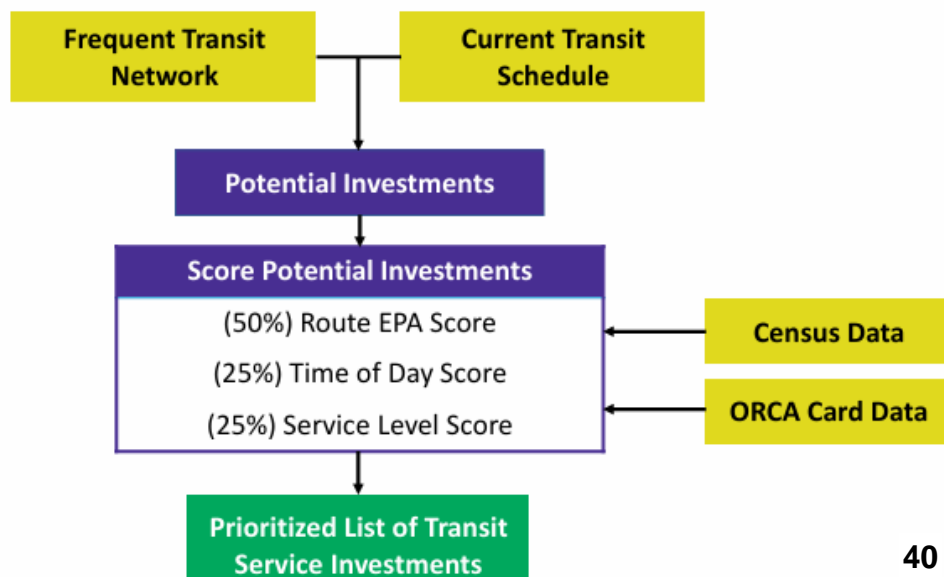 Frequent Transit
Network
Current Transit
Schedule
Potential Investments
Score Potential Investments
(50%) Route EPA Score
(25%) Time of Day Score
(25%) Service Level Score
Census Data
ORCA Card Data
Prioritized List of Transit
Service Investments
40